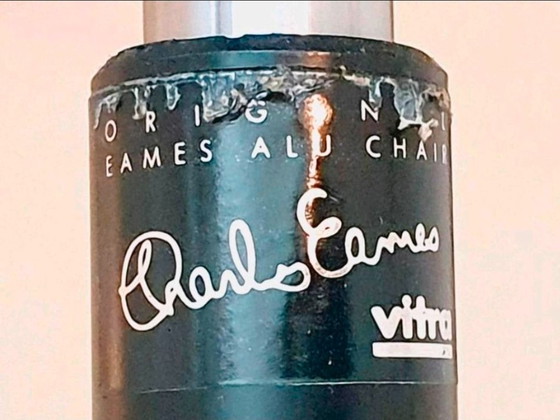 ORIGINAL
EAMES ALU CHAIR
Charles Eames
vitra